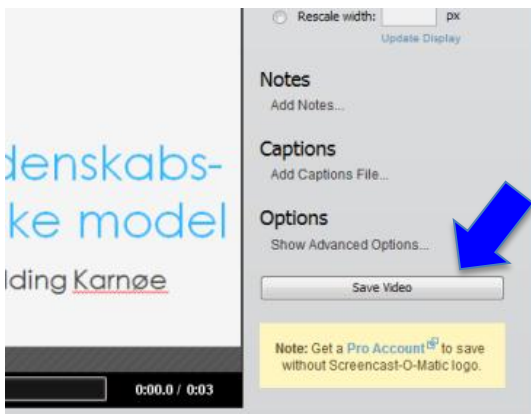 Rescale width: px
Update Display
Notes
Add Notes...
Captions
Add Captions File...
Options
Show Advanced Options...
Save Video
Note: Get a Pro Account to save
without Screencast-O-Matic logo.
denskabs-
ke model
lding Karnøe
0:00.0 / 0:03